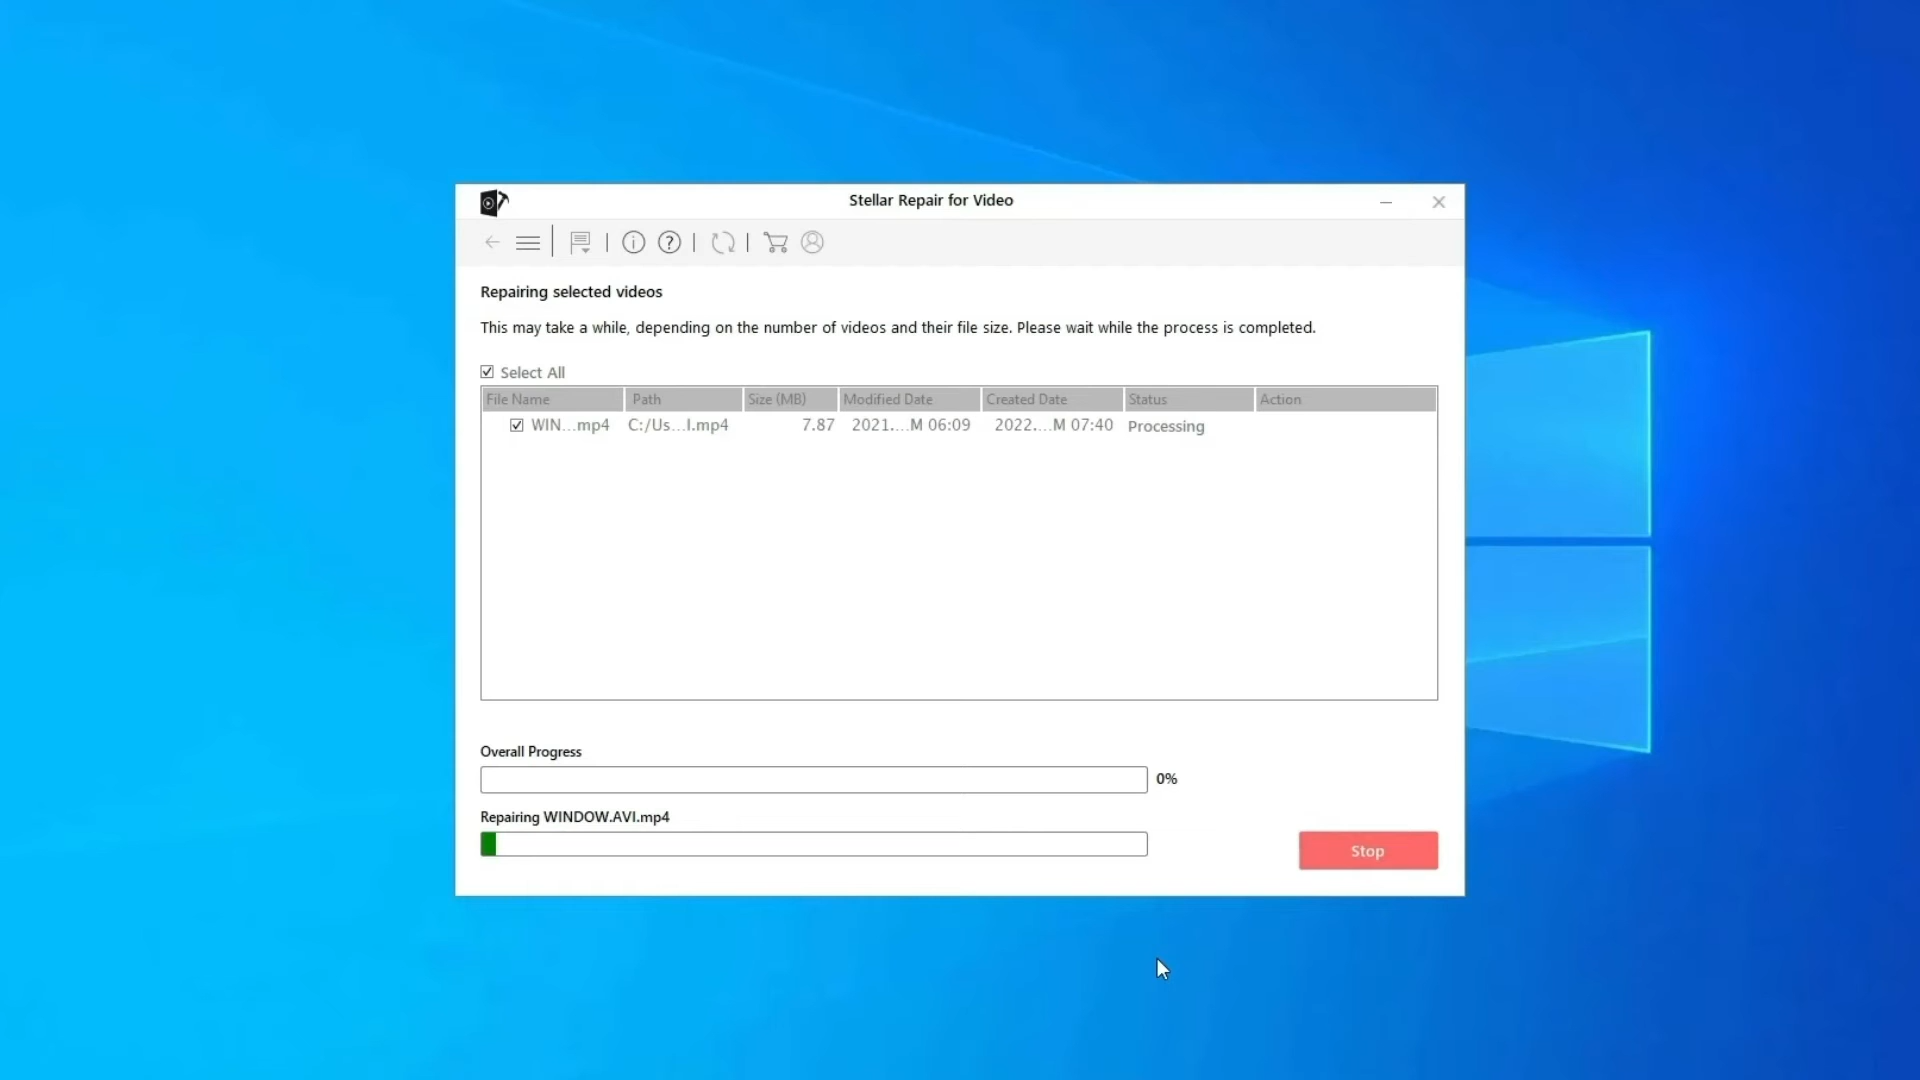 Stellar Repair for Video
Repairing selected videos
This may take a while, depending on the number of videos and their file size. Please wait while the process is completed.
Select All
File Name Path Size (MB) Modified Date Created Date Status Action
WIN...mp4 C:/Us...I.mp4 7.87 2021....M 06:09 2022....M 07:40 Processing
Overall Progress
0%
Repairing WINDOW.AVI.mp4
Stop